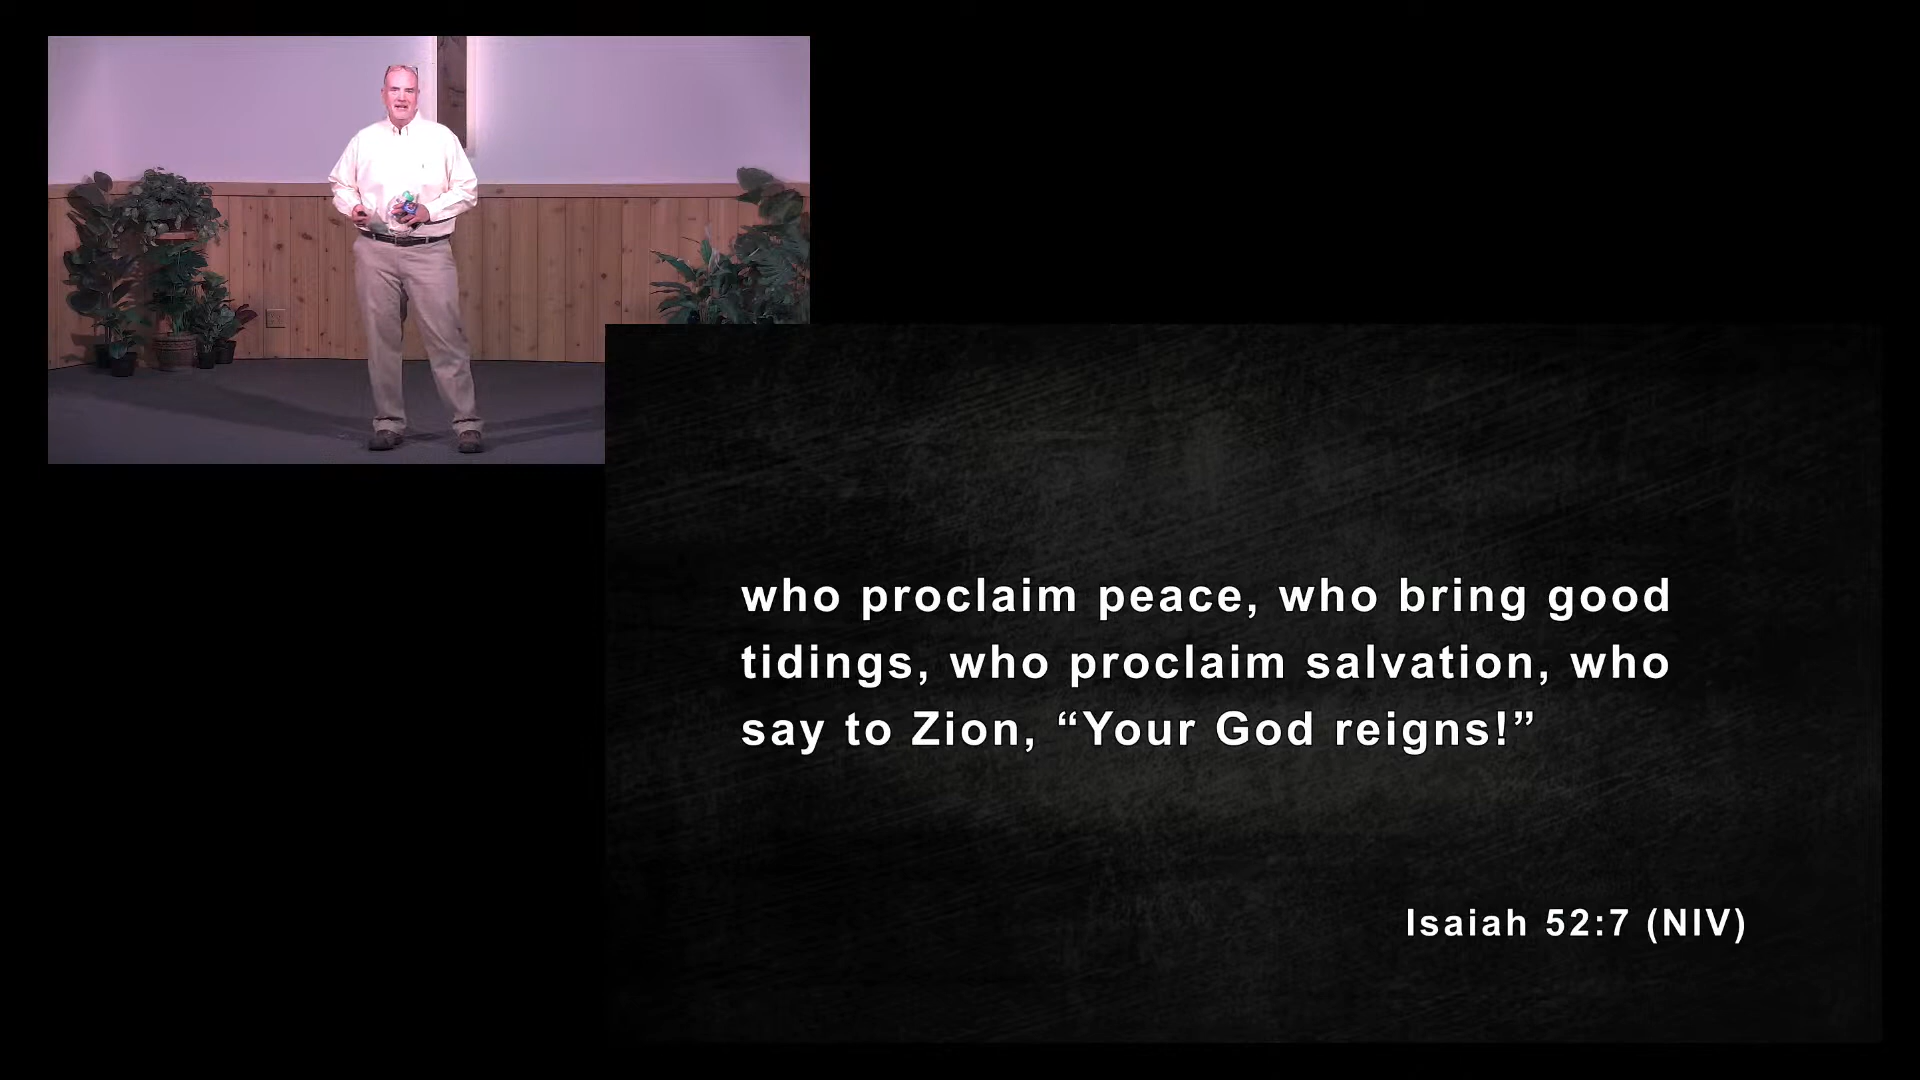 who proclaim peace, who bring good
tidings, who proclaim salvation, who
say to Zion, “Your God reigns!”
Isaiah 52:7 (NIV)